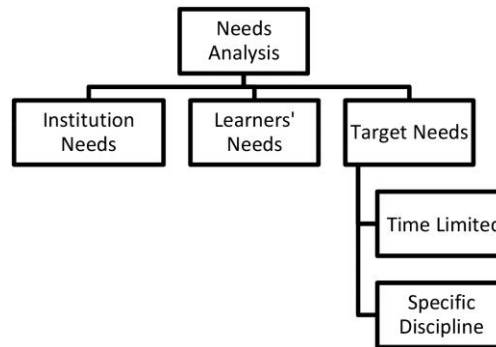 Needs
Analysis
Institution
Needs
Learners'
Needs
Target Needs
Time Limited
Specific
Discipline